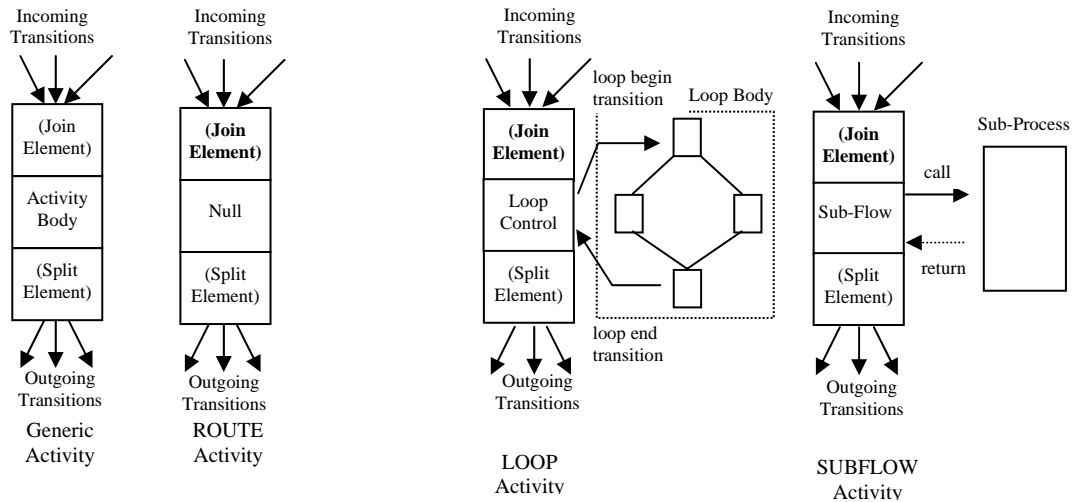 Incoming
Transitions
(Join
Element)
Activity
Body
(Split
Element)
Outgoing
Transitions
Generic
Activity
Incoming
Transitions
(Join
Element)
Null
(Split
Element)
Outgoing
Transitions
ROUTE
Activity
Incoming
Transitions
(Join
Element)
Loop
Control
(Split
Element)
Outgoing
Transitions
LOOP
Activity
loop begin
transition
Loop Body
loop end
transition
Incoming
Transitions
(Join
Element)
Sub-Flow
(Split
Element)
Outgoing
Transitions
SUBFLOW
Activity
call
return
Sub-Process